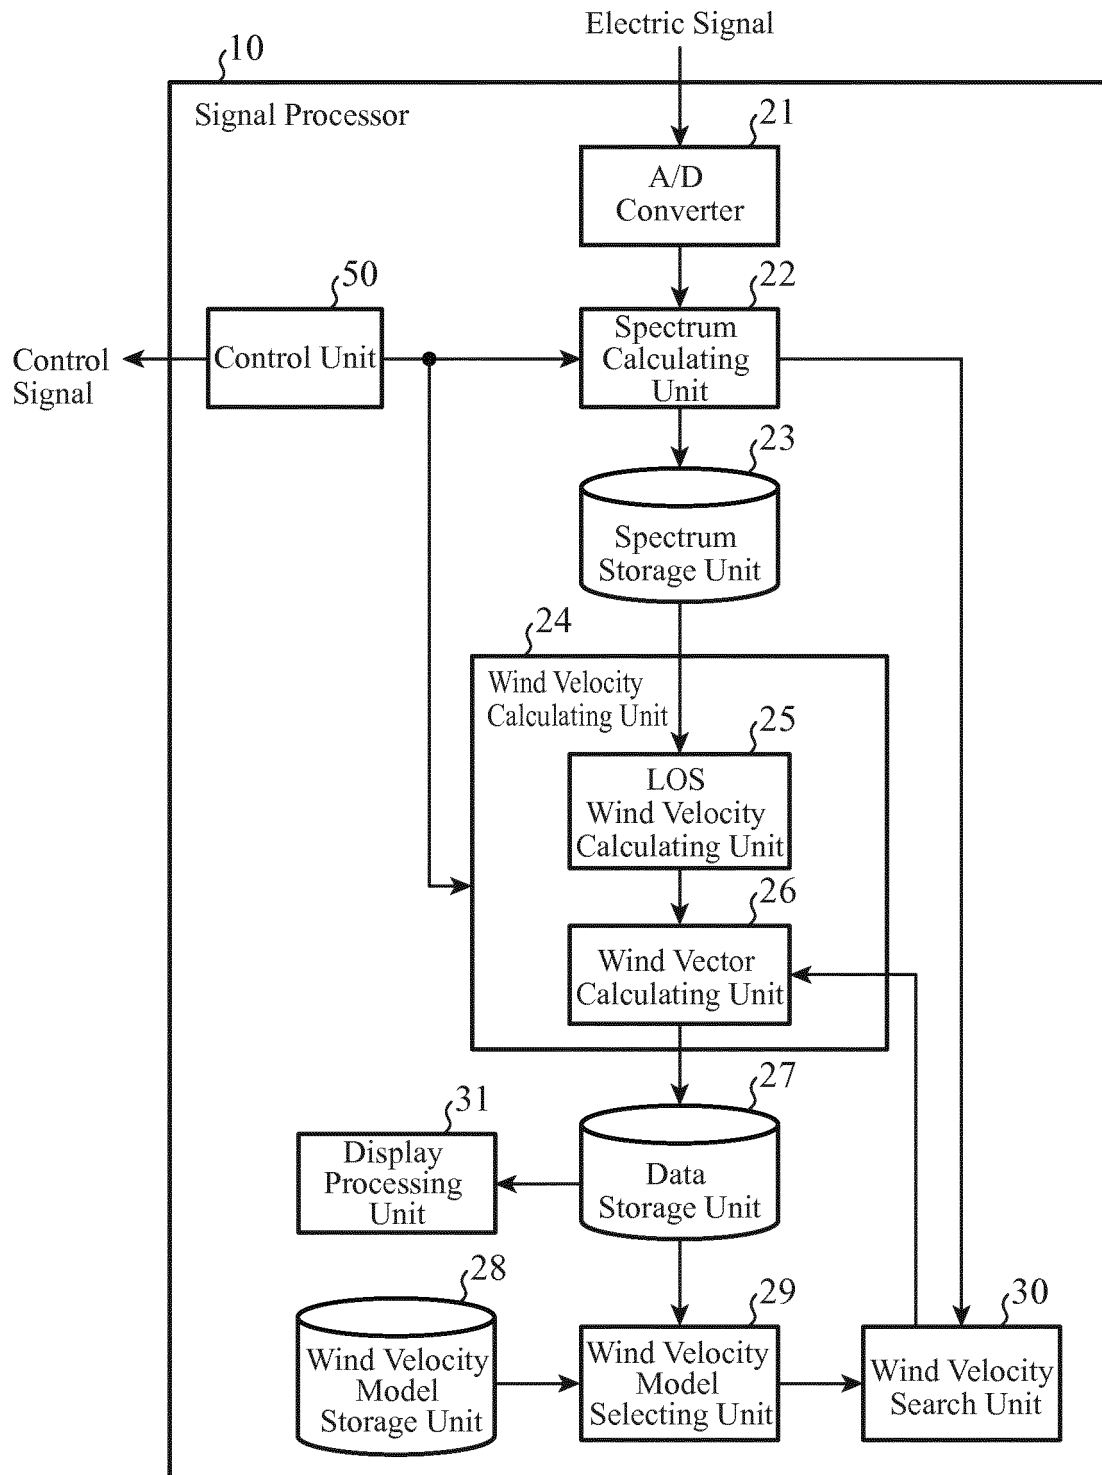 Electric Signal
10
Signal Processor
21
A/D
Converter
50
22
Control Unit
Spectrum
Calculating
Unit
Control
Signal
23
Spectrum
Storage Unit
24
Wind Velocity
Calculating Unit
25
LOS
Wind Velocity
Calculating Unit
26
Wind Vector
Calculating Unit
27
31
Display
Processing
Unit
Data
Storage Unit
28
29
30
Wind Velocity
Model
Storage Unit
Wind Velocity
Model
Selecting Unit
Wind Velocity
Search Unit